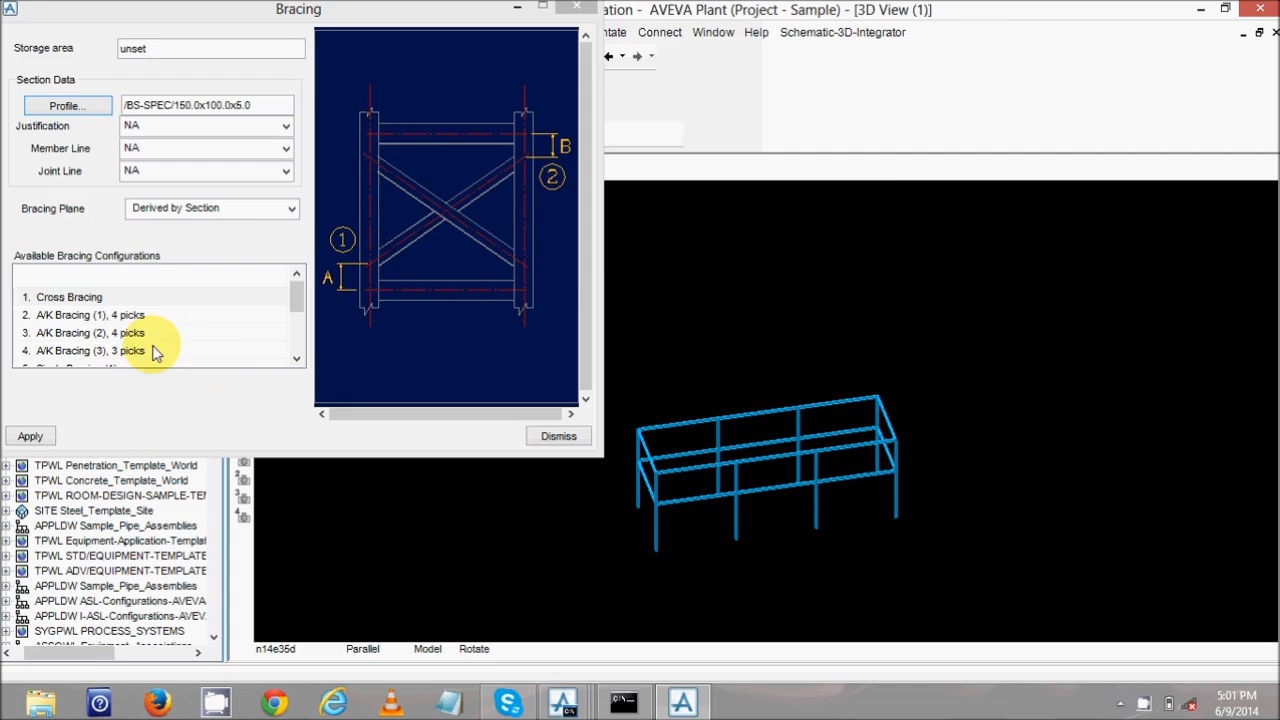 Bracing
ation - AVEVA Plant (Project - Sample) - [3D View (1)]
ntate Connect Window Help Schematic-3D-Integrator
Storage area unset
Section Data
Profile... /BS-SPEC/150.0x100.0x5.0
Justification NA
Member Line NA
Joint Line NA
Bracing Plane Derived by Section
Available Bracing Configurations
1. Cross Bracing
2. A/K Bracing (1), 4 picks
3. A/K Bracing (2), 4 picks
4. A/K Bracing (3), 3 picks
B
2
1
A
Apply
Dismiss
TPWL Penetration_Template_World
TPWL Concrete_Template_World
TPWL ROOM-DESIGN-SAMPLE-TEM
SITE Steel_Template_Site
APPLDW Sample_Pipe_Assemblies
TPWL Equipment-Application-Templat
TPWL STD/EQUIPMENT-TEMPLATE
TPWL ADV/EQUIPMENT-TEMPLATE
APPLDW Sample_Pipe_Assemblies
APPLDW ASL-Configurations-AVEVA
APPLDW I-ASL-Configurations-AVEVA
SYGPWL PROCESS_SYSTEMS
2
3
4
n14e35d Parallel Model Rotate
5:01 PM
6/9/2014